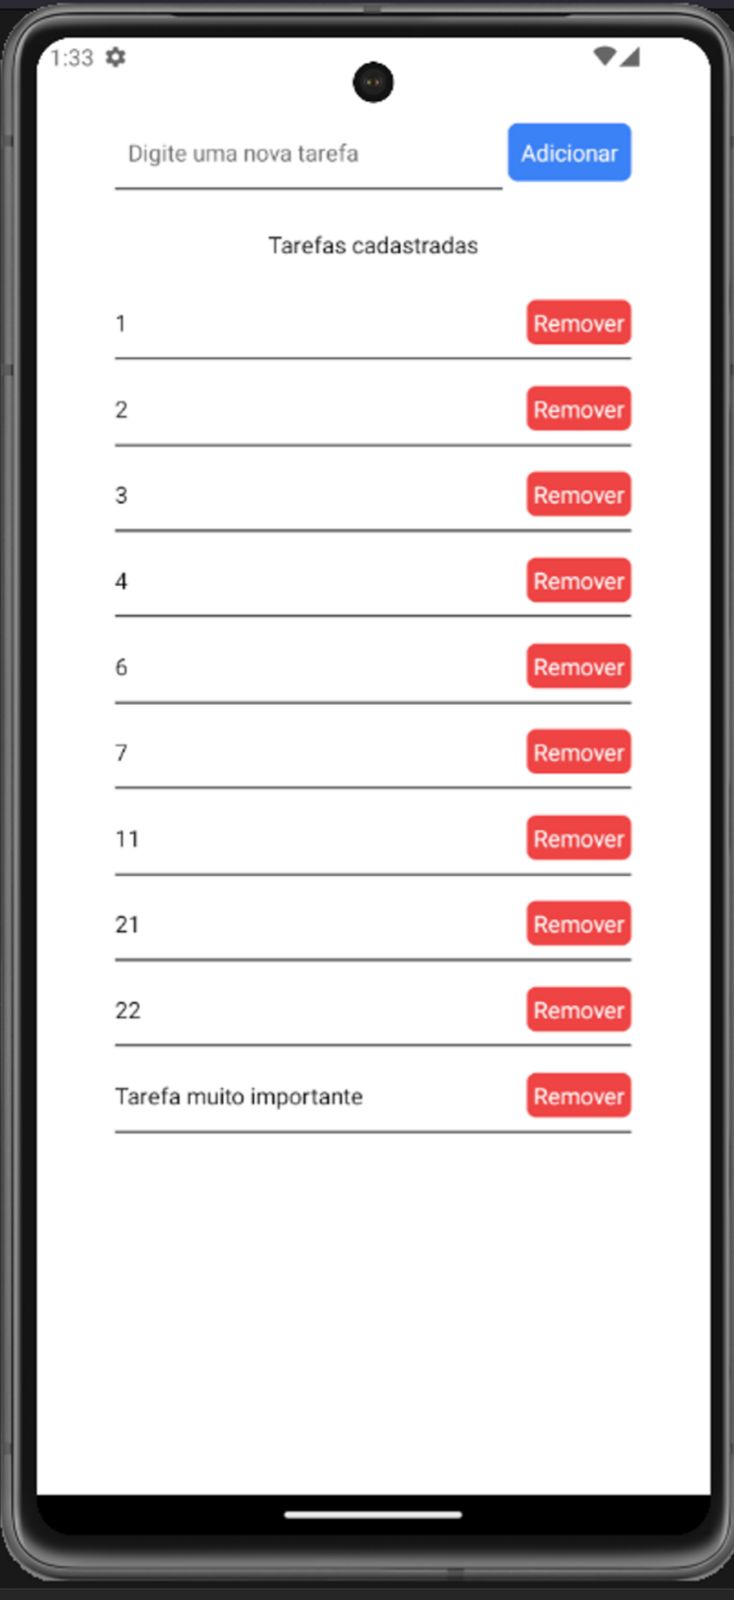 1:33
Digite uma nova tarefa Adicionar
Tarefas cadastradas
1 Remover
2 Remover
3 Remover
4 Remover
6 Remover
7 Remover
11 Remover
21 Remover
22 Remover
Tarefa muito importante Remover